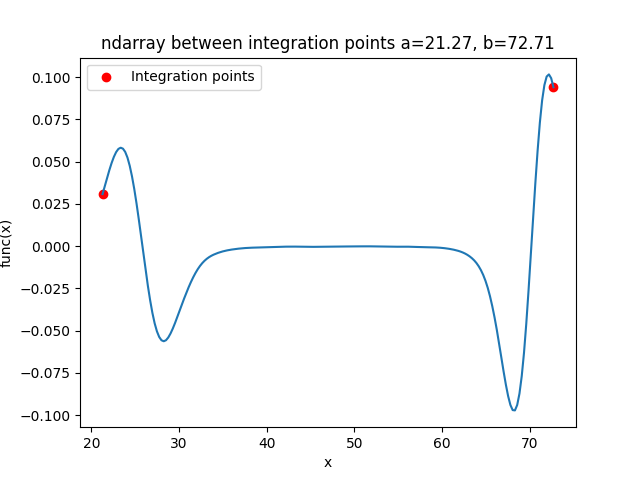 ndarray between integration points a=21.27, b=72.71
Integration points
func(x)
0.100
0.075
0.050
0.025
0.000
−0.025
−0.050
−0.075
−0.100
20 30 40 50 60 70
x